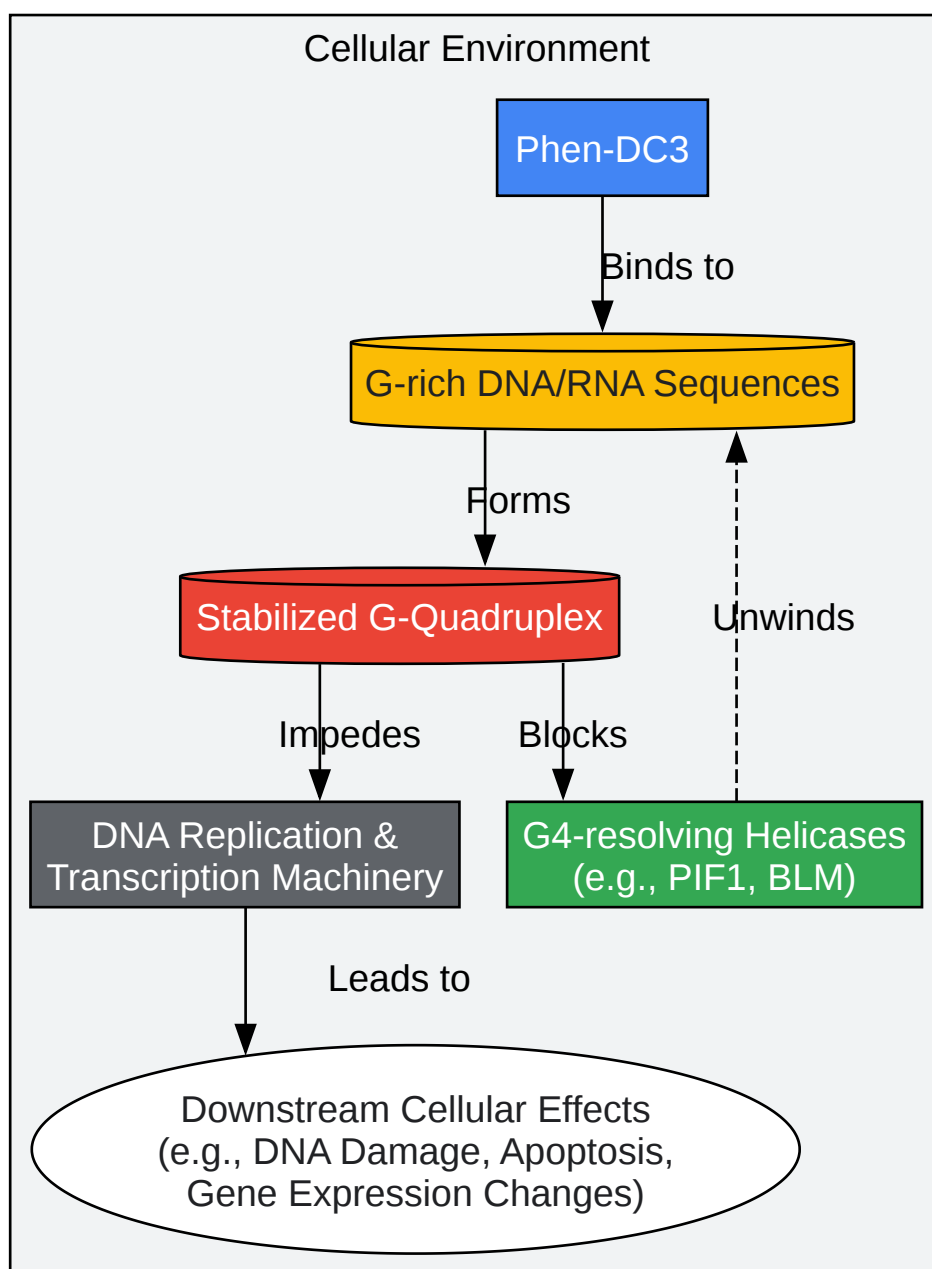 Cellular Environment
Phen-DC3
Binds to
G-rich DNA/RNA Sequences
Forms
Stabilized G-Quadruplex
Unwinds
Impedes
Blocks
DNA Replication &
Transcription Machinery
G4-resolving Helicases
(e.g., PIF1, BLM)
Leads to
Downstream Cellular Effects
(e.g., DNA Damage, Apoptosis,
Gene Expression Changes)